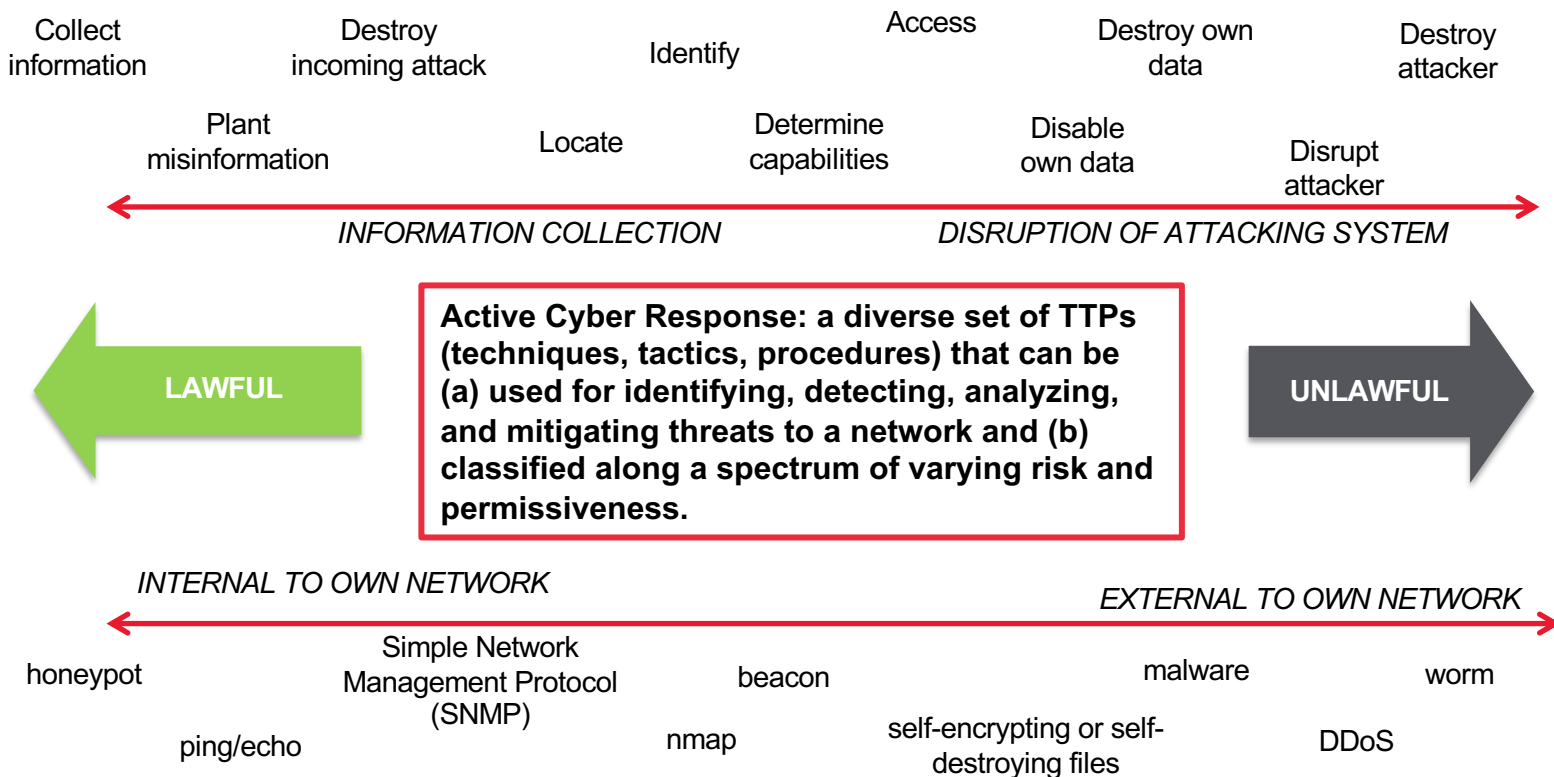 Collect
information
Destroy
incoming attack
Identify
Access
Destroy own
data
Destroy
attacker
Plant
misinformation
Locate
Determine
capabilities
Disable
own data
Disrupt
attacker
INFORMATION COLLECTION
DISRUPTION OF ATTACKING SYSTEM
LAWFUL
Active Cyber Response: a diverse set of TTPs
(techniques, tactics, procedures) that can be
(a) used for identifying, detecting, analyzing,
and mitigating threats to a network and (b)
classified along a spectrum of varying risk and
permissiveness.
UNLAWFUL
INTERNAL TO OWN NETWORK
EXTERNAL TO OWN NETWORK
honeypot
Simple Network
Management Protocol
(SNMP)
beacon
malware
worm
ping/echo
nmap
self-encrypting or self-
destroying files
DDoS